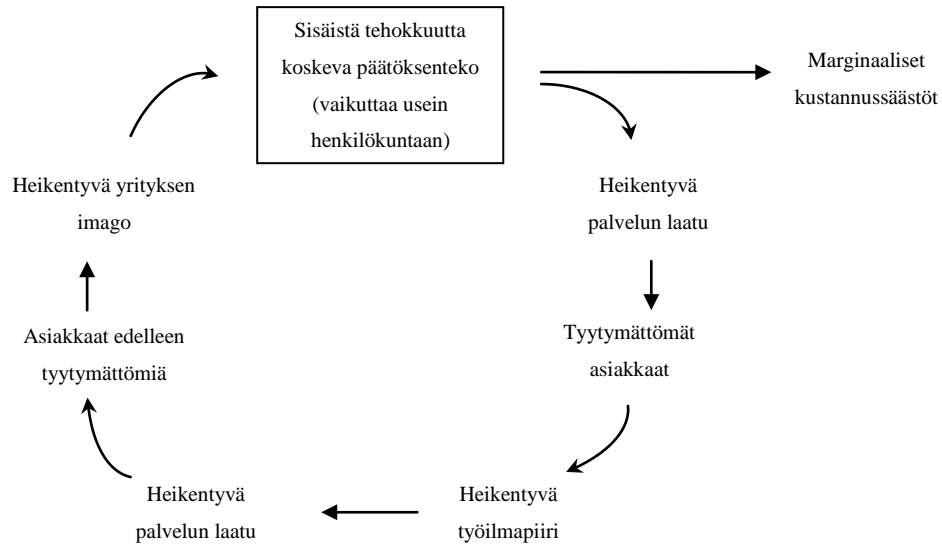 Sisäistä tehokkuutta
koskeva päätöksenteko
(vaikuttaa usein
henkilökuntaan)
Marginaaliset
kustannussäästöt
Heikentyvä
palvelun laatu
Tyytymättömät
asiakkaat
Heikentyvä
työilmapiiri
Heikentyvä
palvelun laatu
Asiakkaat edelleen
tyytymättömiä
Heikentyvä yrityksen
imago